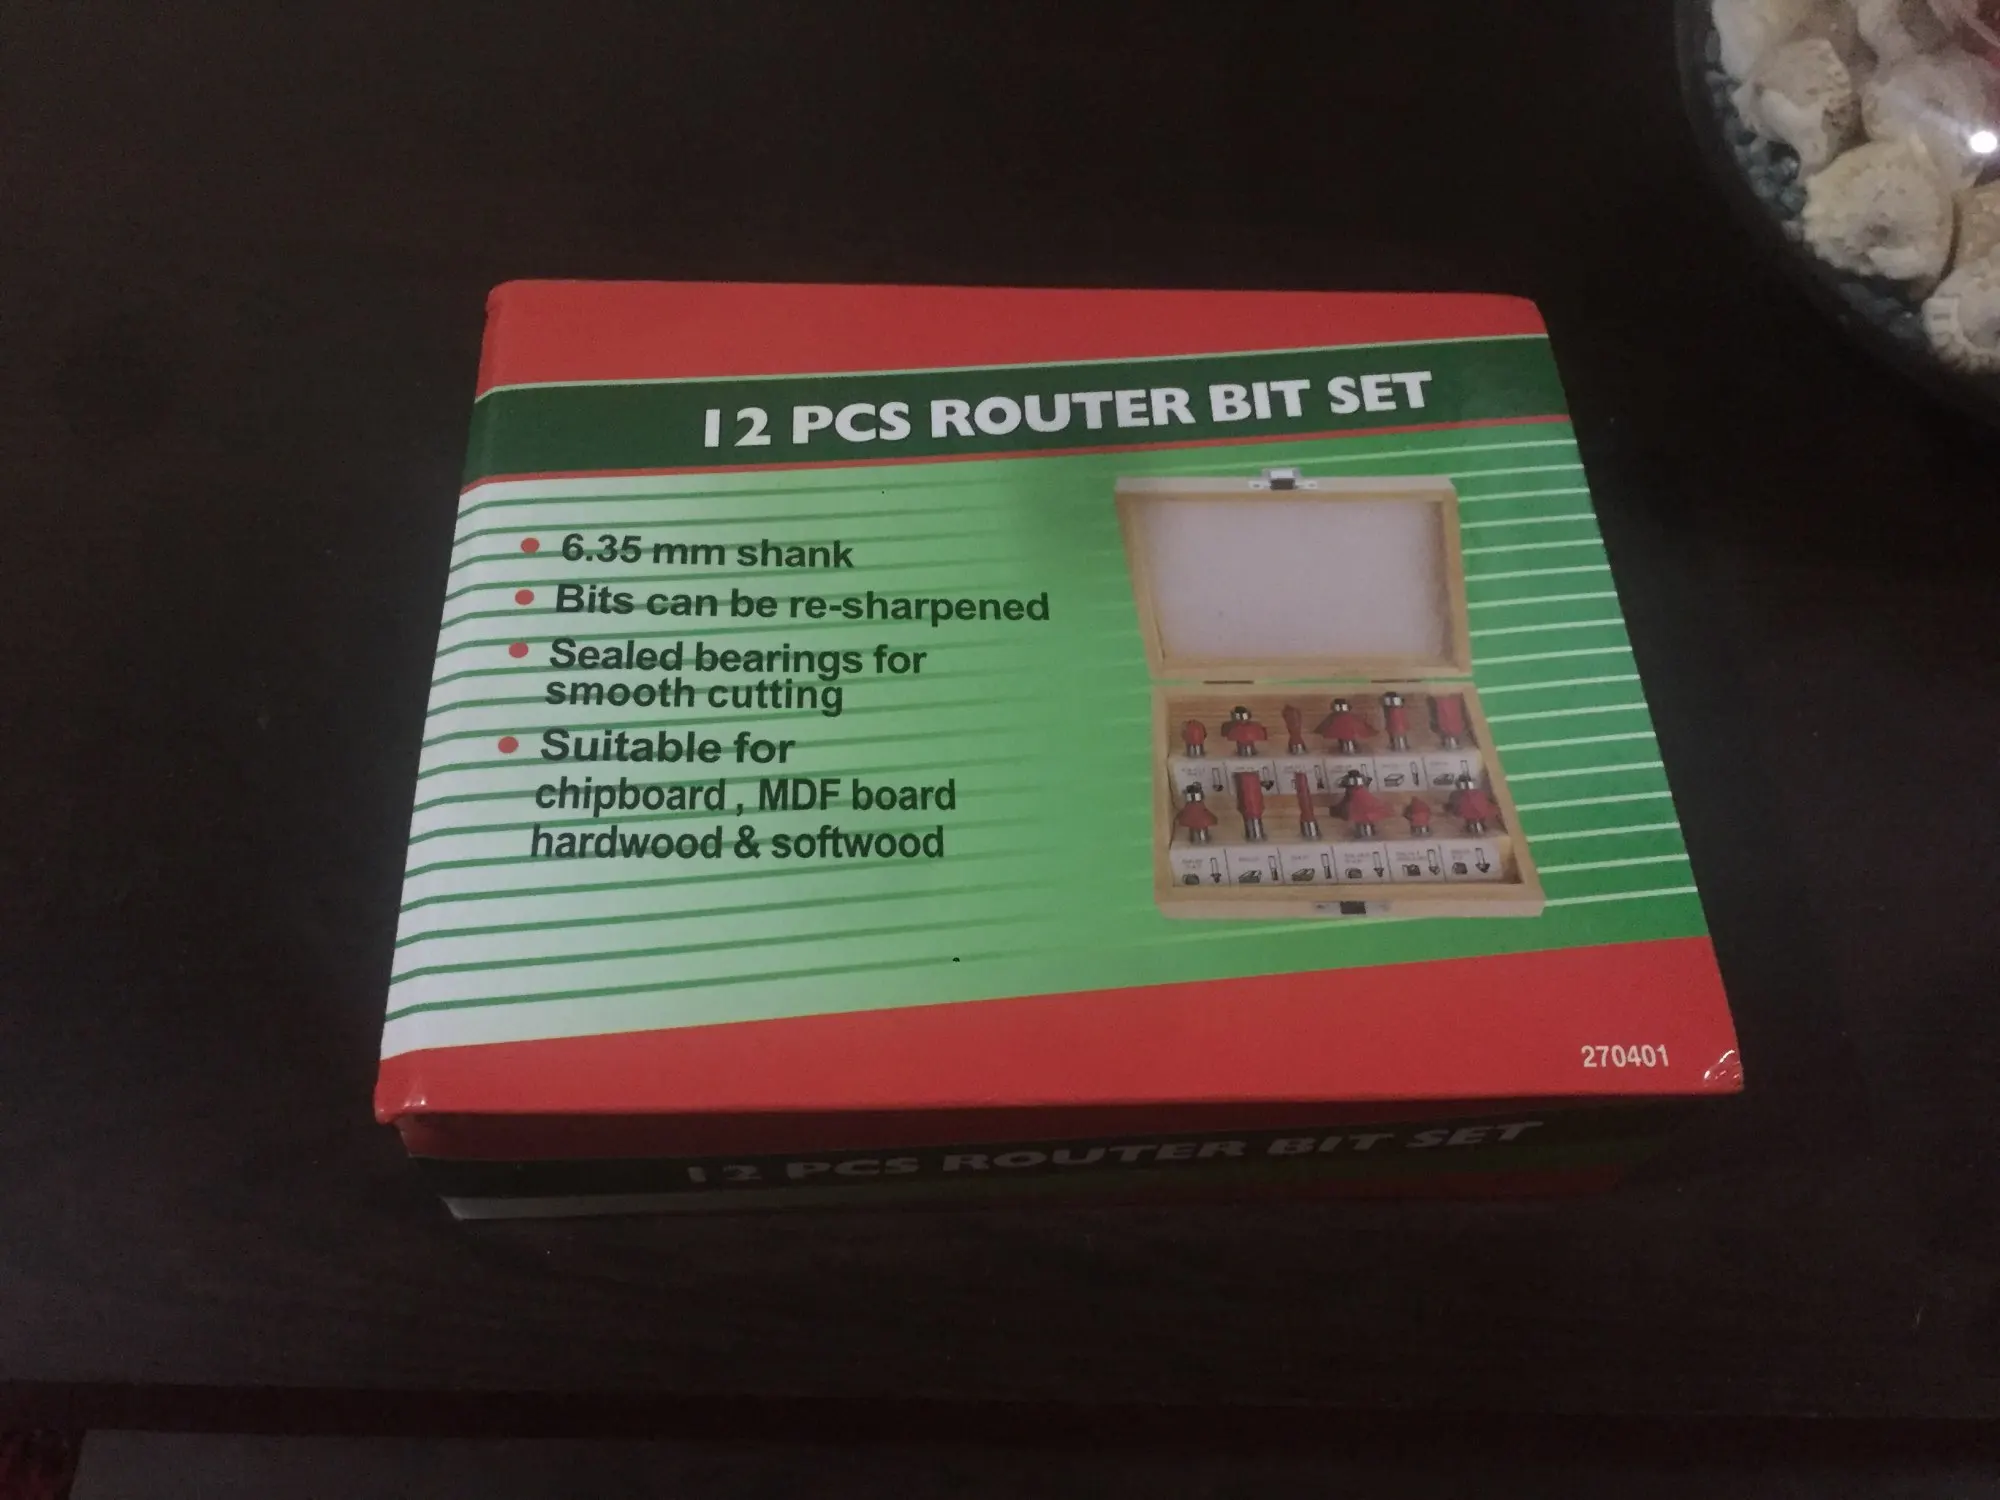 12 PCS ROUTER BIT SET
6.35 mm shank
Bits can be re-sharpened
Sealed bearings for
smooth cutting
Suitable for
chipboard , MDF board
hardwood & softwood
270401
12 PCS ROUTER BIT SET